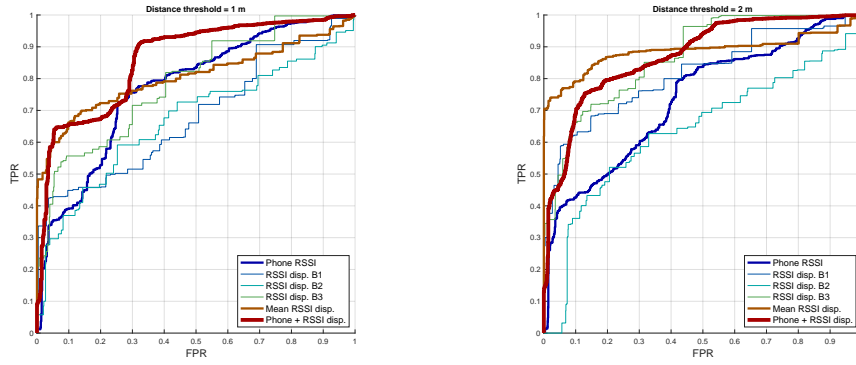 Distance threshold = 1 m
1
0.9
0.8
0.7
0.6
0.5
0.4
0.3
0.2
0.1
0
TPR
Phone RSSI
RSSI disp. B1
RSSI disp. B2
RSSI disp. B3
Mean RSSI disp.
Phone + RSSI disp.
0 0.1 0.2 0.3 0.4 0.5 0.6 0.7 0.8 0.9 1
FPR
Distance threshold = 2 m
1
0.9
0.8
0.7
0.6
0.5
0.4
0.3
0.2
0.1
0
TPR
Phone RSSI
RSSI disp. B1
RSSI disp. B2
RSSI disp. B3
Mean RSSI disp.
Phone + RSSI disp.
0 0.1 0.2 0.3 0.4 0.5 0.6 0.7 0.8 0.9
FPR